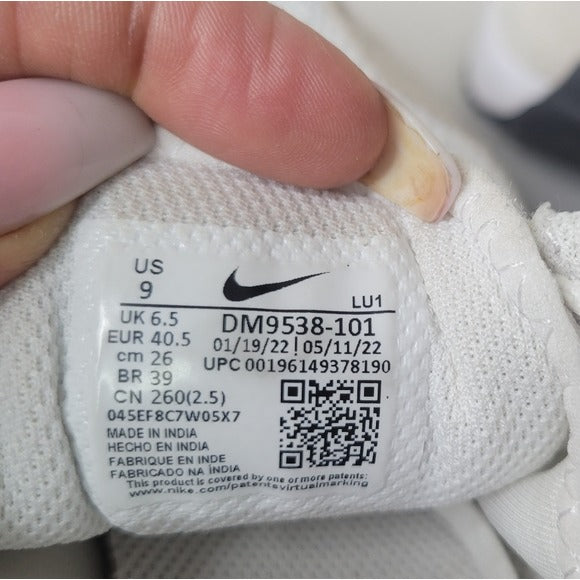 US
9
LU1
UK 6.5
EUR 40.5
cm 26
BR 39
CN 260(2.5)
DM9538-101
01/19/22 | 05/11/22
UPC 00196149378190
045EF8C7W05X7
MADE IN INDIA
HECHO EN INDIA
FABRIQUE EN INDE
FABRICADO NA ÍNDIA
This product is covered by one or more patents.
www.nike.com/patentsvirtualmarking